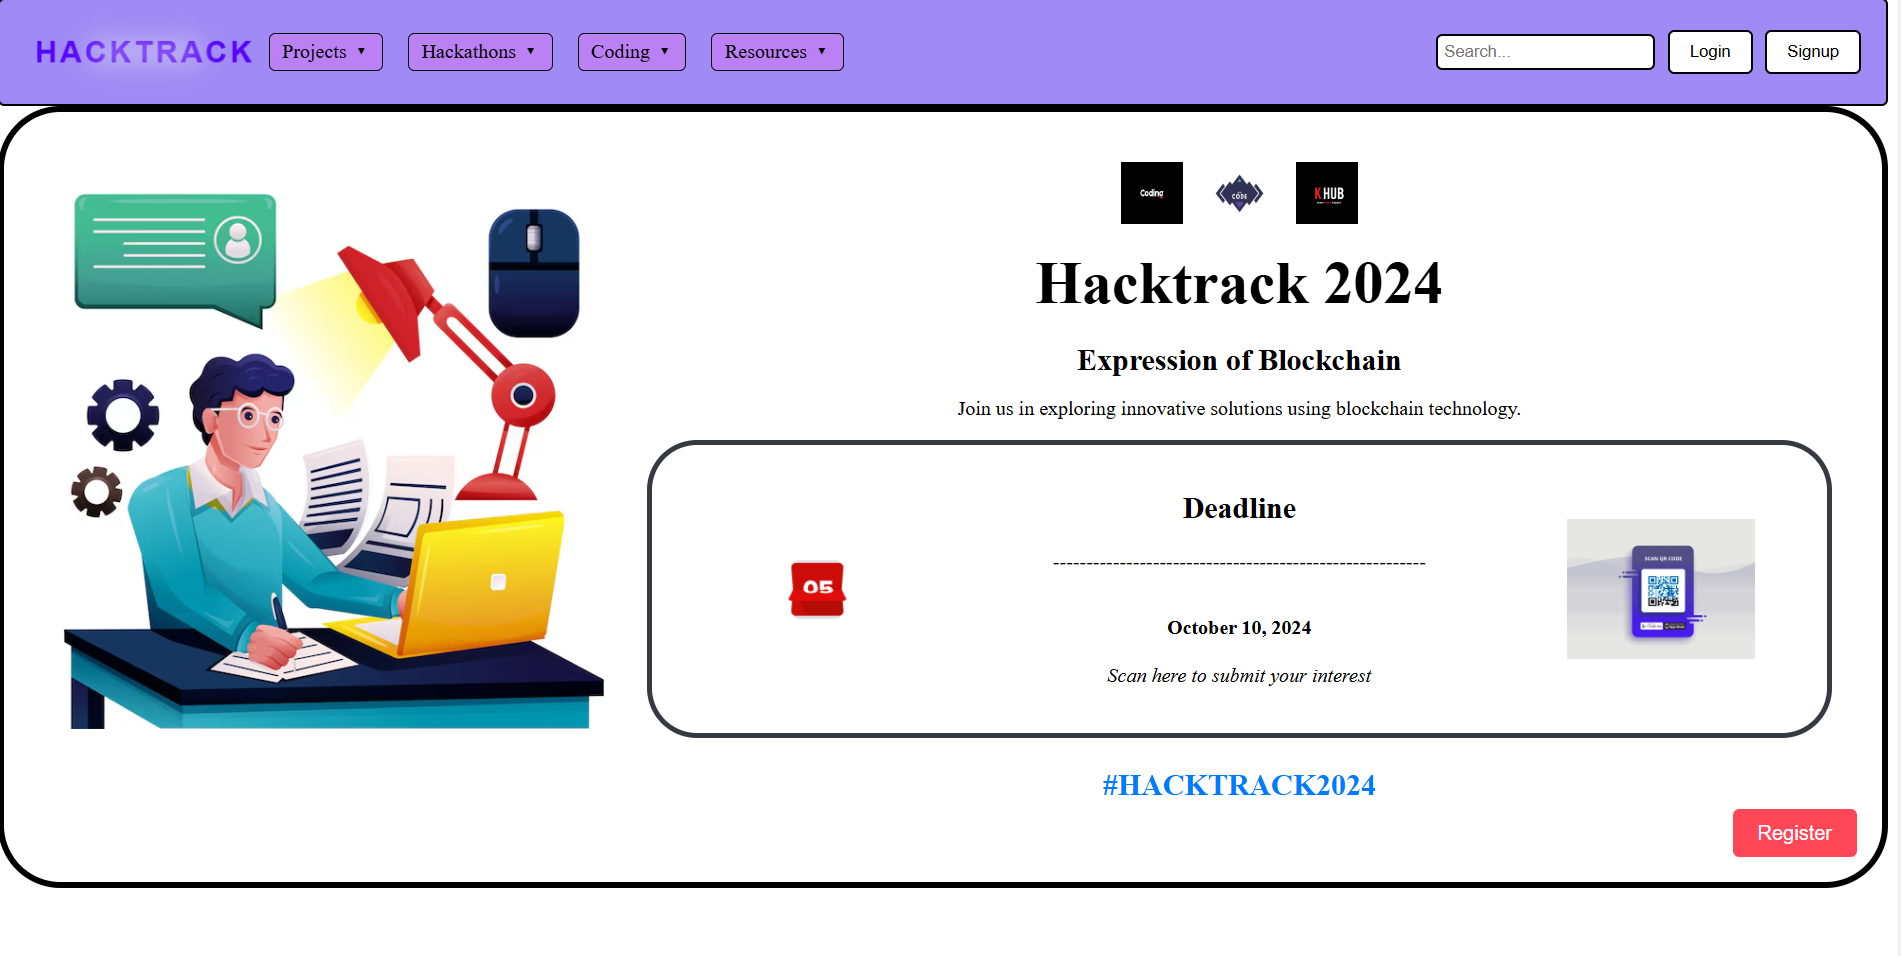 HACKTRACK Projects ▼ Hackathons ▼ Coding ▼ Resources ▼ Search... Login Signup
Coding
CODE
K HUB
Hacktrack 2024
Expression of Blockchain
Join us in exploring innovative solutions using blockchain technology.
Deadline
--------------------------------------------------------
05
October 10, 2024
Scan here to submit your interest
SCAN QR CODE
#HACKTRACK2024
Register